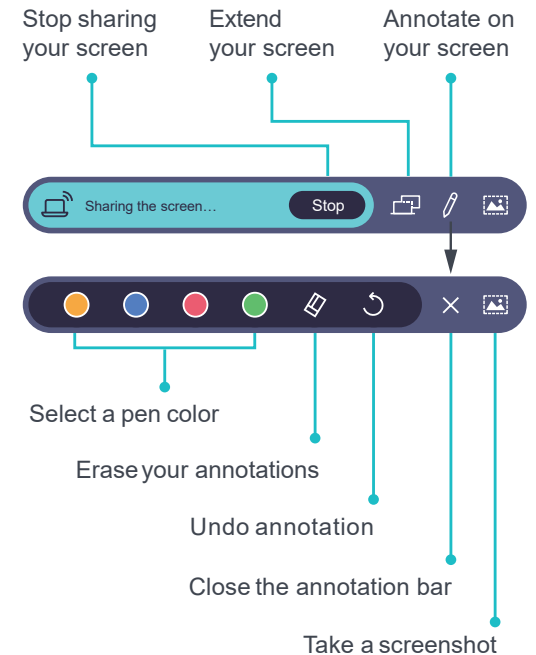 Stop sharing
your screen
Extend
your screen
Annotate on
your screen
Sharing the screen...
Stop
Select a pen color
Erase your annotations
Undo annotation
Close the annotation bar
Take a screenshot